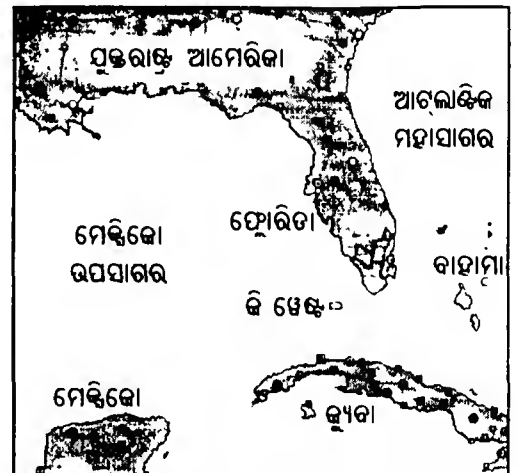 ଯୁକ୍ତରାଷ୍ଟ୍ର ଆମେରିକା
ଆଟ୍‌ଲାଣ୍ଟିକ
ମହାସାଗର
ମେକ୍ସିକୋ
ଉପସାଗର
ଫ୍ଲୋରିଡା
ବାହାମା
କି ୱେଷ୍ଟ
ମେକ୍ସିକୋ
କ୍ୟୁବା